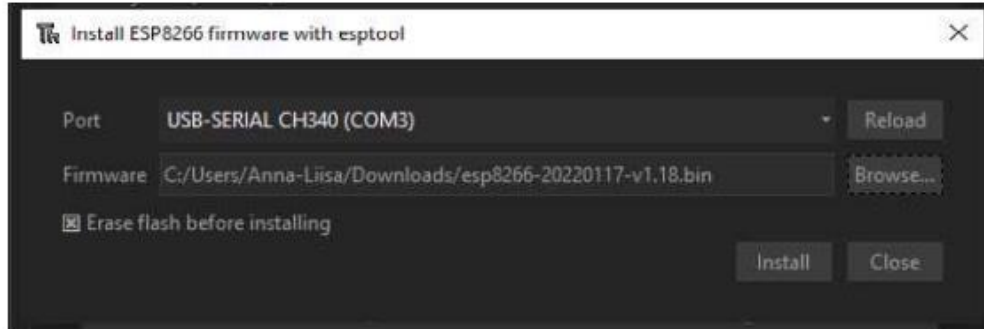 Install ESP8266 firmware with esptool
Port USB-SERIAL CH340 (COM3) Reload
Firmware C:/Users/Anna-Liisa/Downloads/esp8266-20220117-v1.18.bin Browse...
Erase flash before installing
Install Close